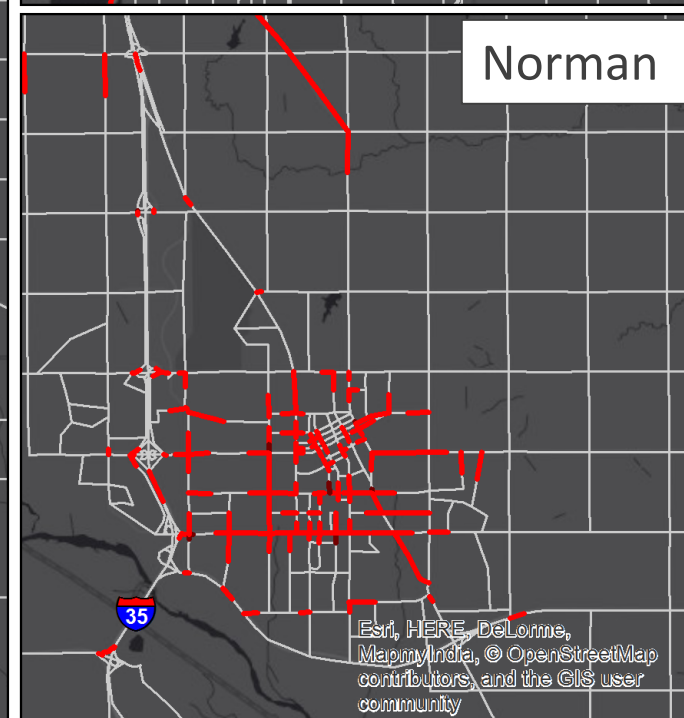 Norman
35
Esri, HERE, DeLorme,
MapmyIndia, © OpenStreetMap
contributors, and the GIS user
community